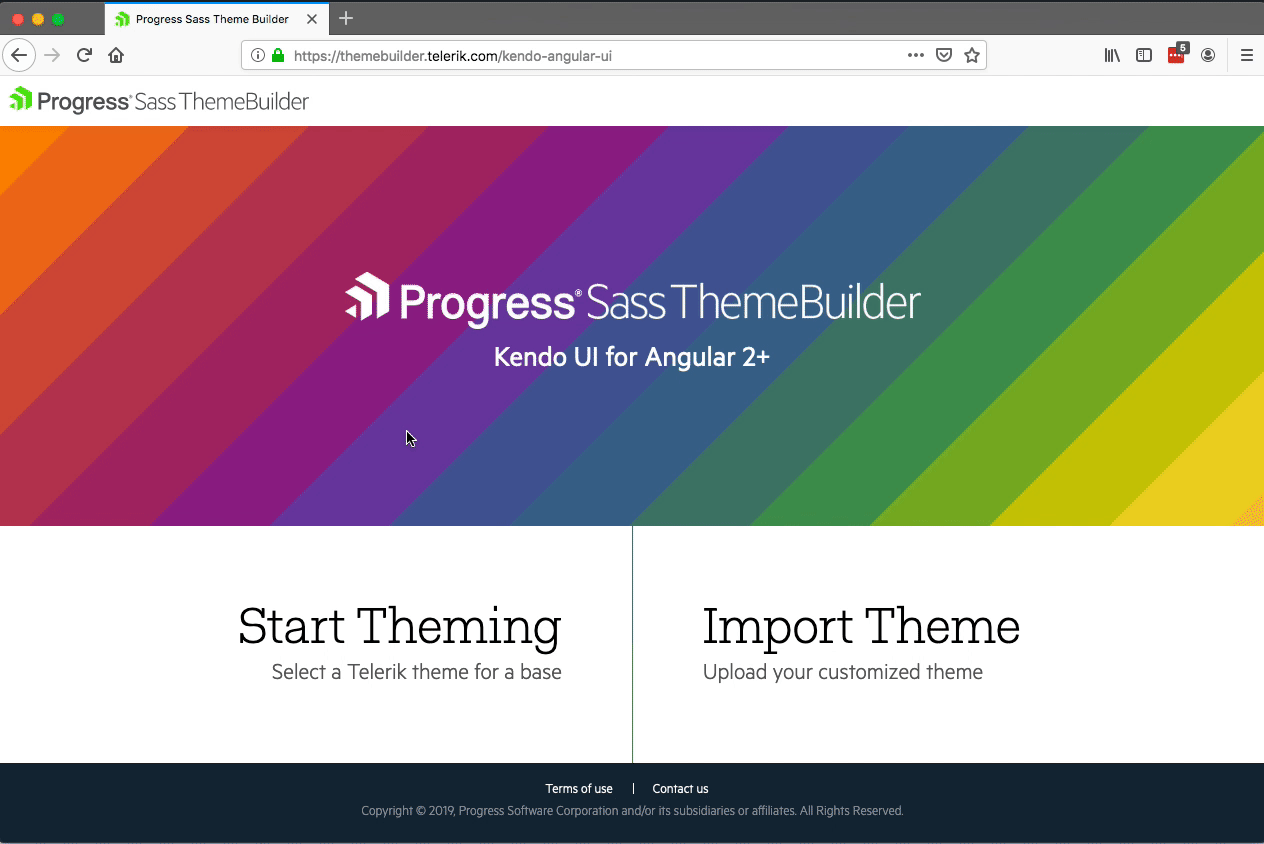 Progress Sass Theme Builder
https://themebuilder.telerik.com/kendo-angular-ui
5
Progress® Sass ThemeBuilder
Progress® Sass ThemeBuilder
Kendo UI for Angular 2+
Start Theming
Select a Telerik theme for a base
Import Theme
Upload your customized theme
Terms of use | Contact us
Copyright © 2019, Progress Software Corporation and/or its subsidiaries or affiliates. All Rights Reserved.